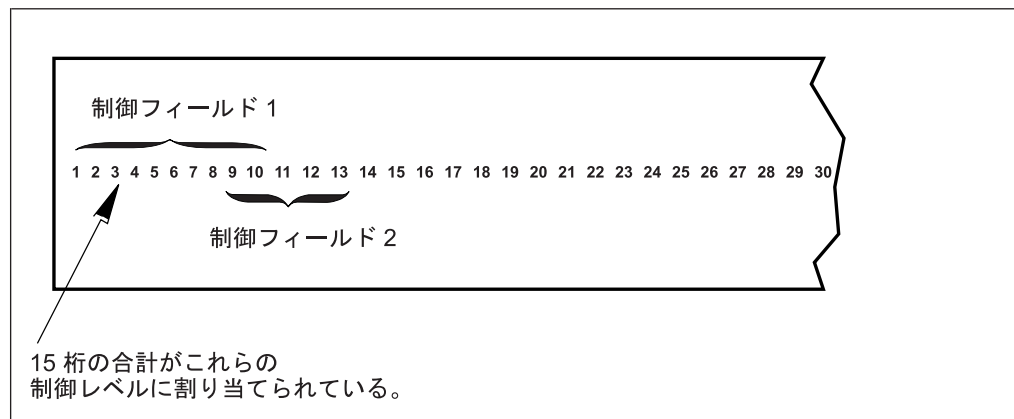 制御フィールド 1
1 2 3 4 5 6 7 8 9 10 11 12 13 14 15 16 17 18 19 20 21 22 23 24 25 26 27 28 29 30
制御フィールド 2
15 桁の合計がこれらの
制御レベルに割り当てられている。